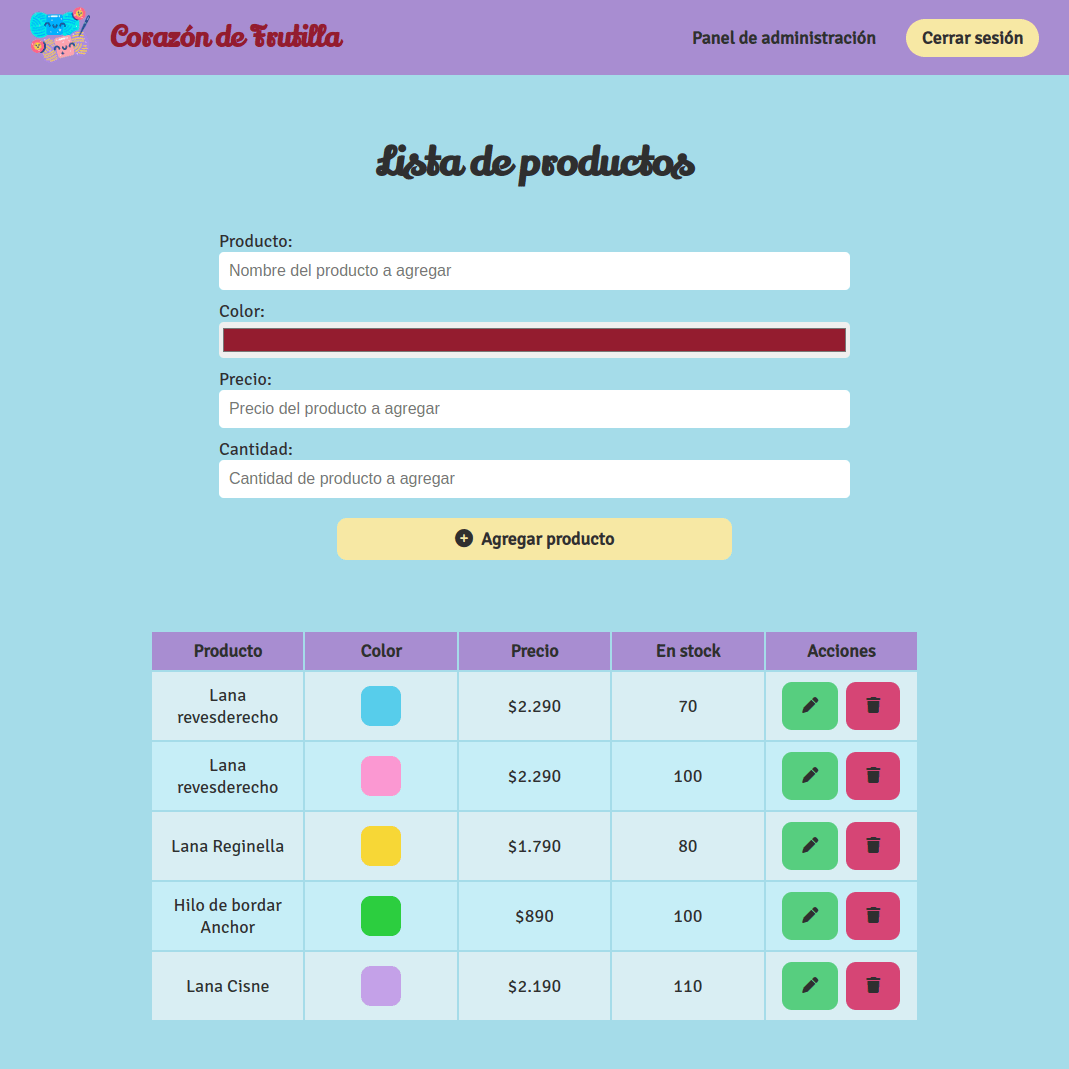 Corazón de Frutilla
Panel de administración
Cerrar sesión
Lista de productos
Producto:
Nombre del producto a agregar
Color:
Precio:
Precio del producto a agregar
Cantidad:
Cantidad de producto a agregar
Agregar producto
Producto Color Precio En stock Acciones
Lana
revesderecho
$2.290 70
Lana
revesderecho
$2.290 100
Lana Reginella $1.790 80
Hilo de bordar
Anchor
$890 100
Lana Cisne $2.190 110